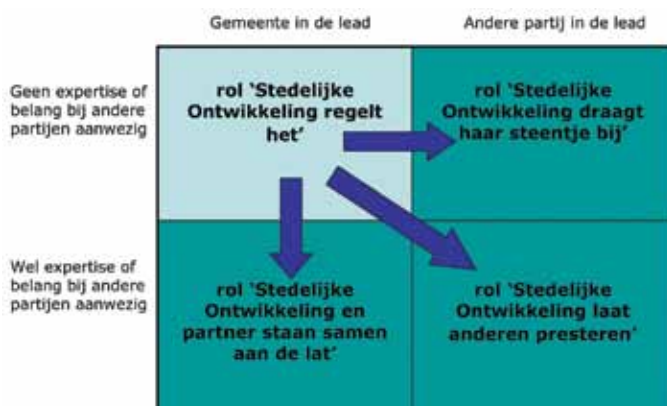 Gemeente in de lead
Andere partij in de lead
Geen expertise of
belang bij andere
partijen aanwezig
rol ‘Stedelijke
Ontwikkeling regelt
het’
rol ‘Stedelijke
Ontwikkeling draagt
haar steentje bij’
Wel expertise of
belang bij andere
partijen aanwezig
rol ‘Stedelijke
Ontwikkeling en
partner staan samen
aan de lat’
rol ‘Stedelijke
Ontwikkeling laat
anderen presteren’